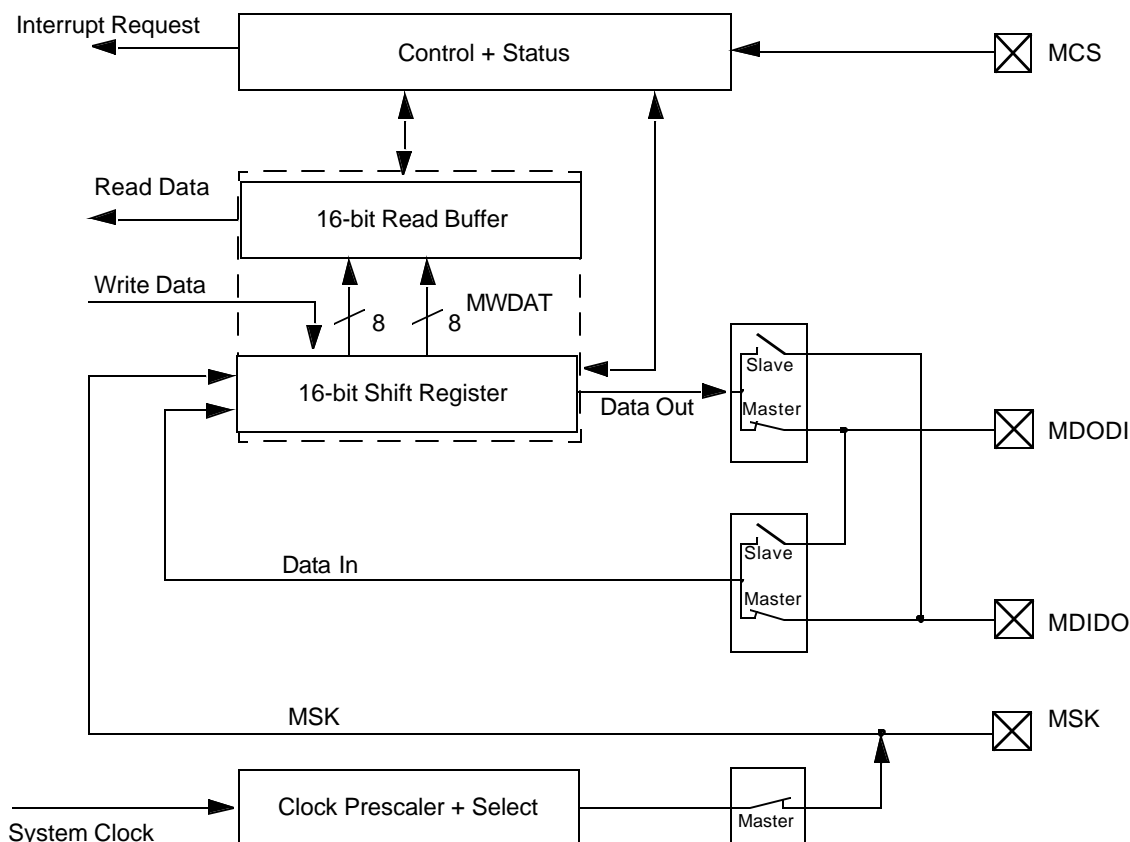 Interrupt Request
Control + Status
MCS
Read Data
16-bit Read Buffer
Write Data
MWDAT
8
8
16-bit Shift Register
Data Out
Slave
Master
MDODI
Slave
Data In
Master
MDIDO
MSK
MSK
Clock Prescaler + Select
Master
System Clock